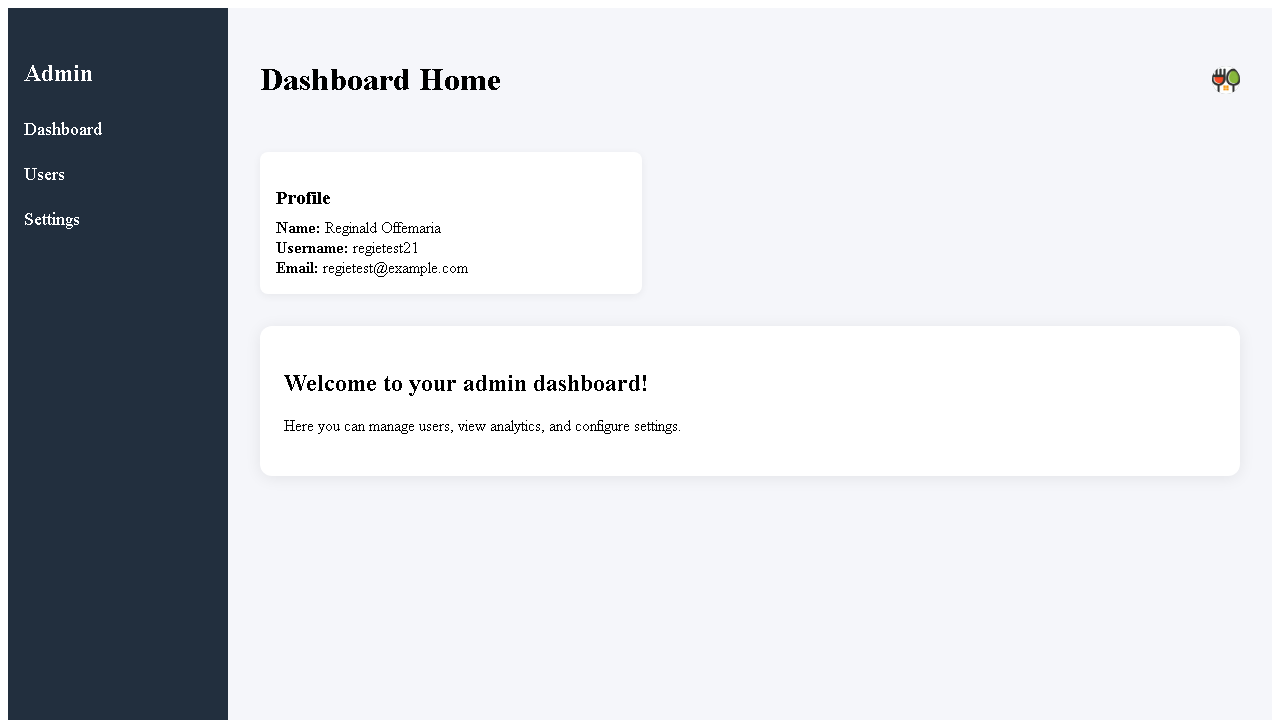 Admin
Dashboard
Users
Settings
Dashboard Home
Profile
Name: Reginald Offemaria
Username: regietest21
Email: regietest@example.com
Welcome to your admin dashboard!
Here you can manage users, view analytics, and configure settings.